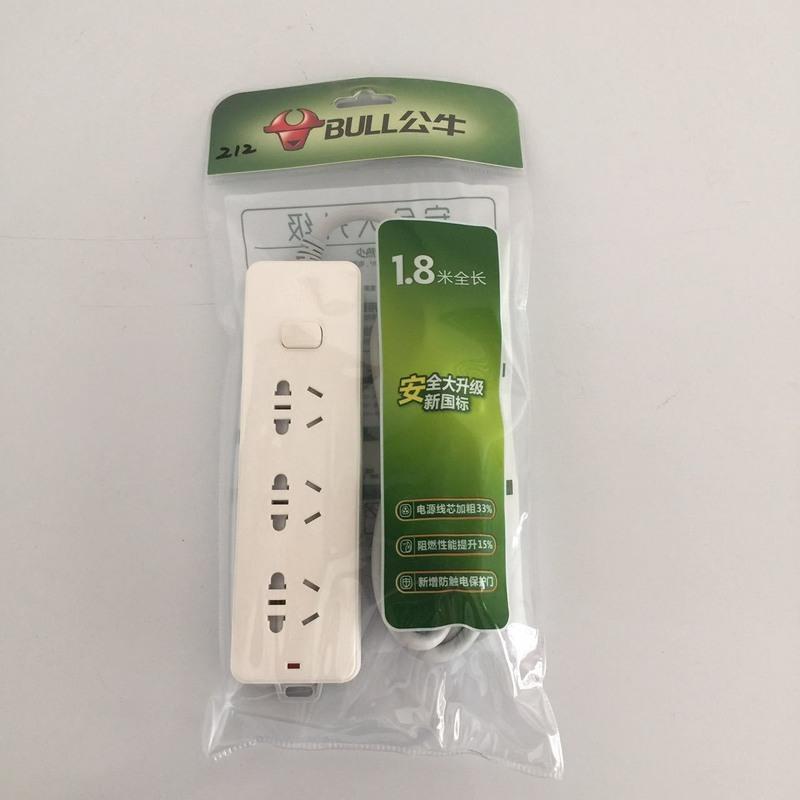 BULL公牛
212
1.8米全长
安全大升级
新国标
电源线芯加粗33%
阻燃性能提升15%
新增防触电保护门